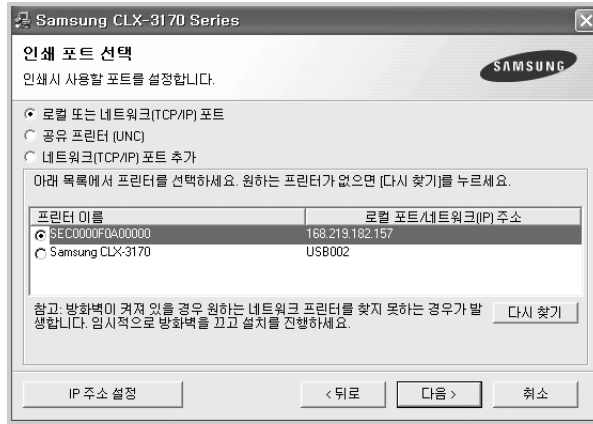 Samsung CLX-3170 Series
인쇄 포트 선택
인쇄시 사용할 포트를 설정합니다.
SAMSUNG
로컬 또는 네트워크(TCP/IP) 포트
공유 프린터 (UNC)
네트워크(TCP/IP) 포트 추가
아래 목록에서 프린터를 선택하세요. 원하는 프린터가 없으면 [다시 찾기]를 누르세요.
프린터 이름 로컬 포트/네트워크(IP) 주소
SEC0000F0A00000 168.219.182.157
Samsung CLX-3170 USB002
참고: 방화벽이 켜져 있을 경우 원하는 네트워크 프린터를 찾지 못하는 경우가 발
생합니다. 임시적으로 방화벽을 끄고 설치를 진행하세요.
다시 찾기
IP 주소 설정 < 뒤로 다음 > 취소